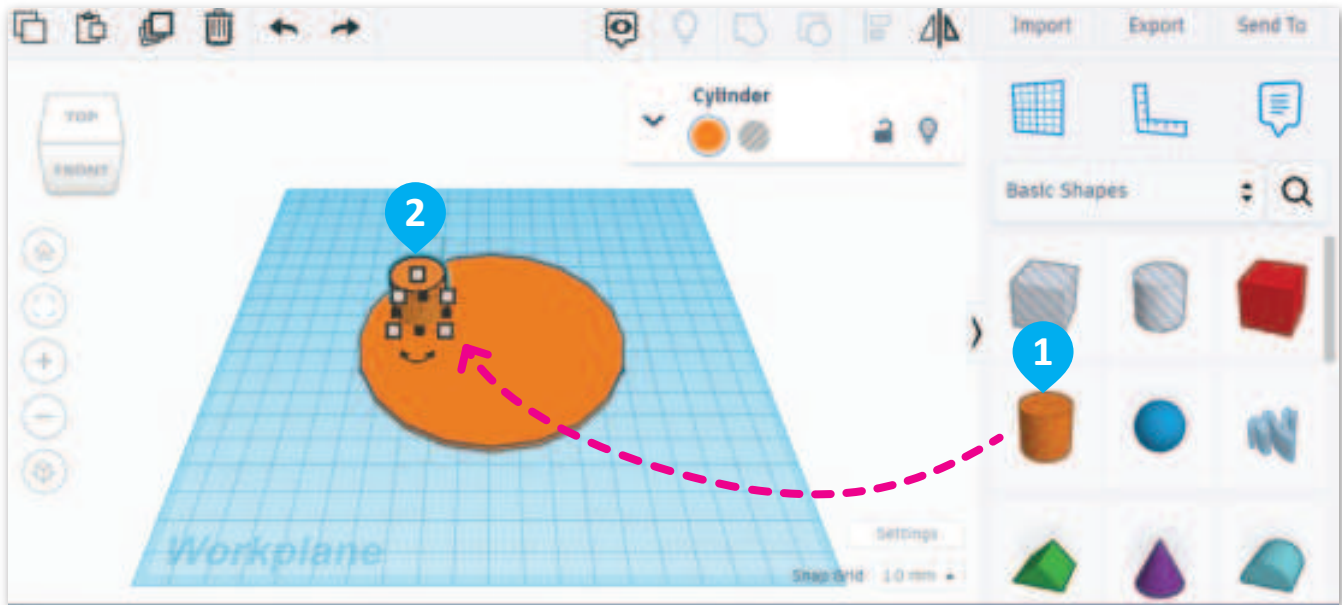 Import Export Send To
TOP
FRONT
Cylinder
Basic Shapes
2
1
Workplane
Settings
Snap Grid 1.0 mm